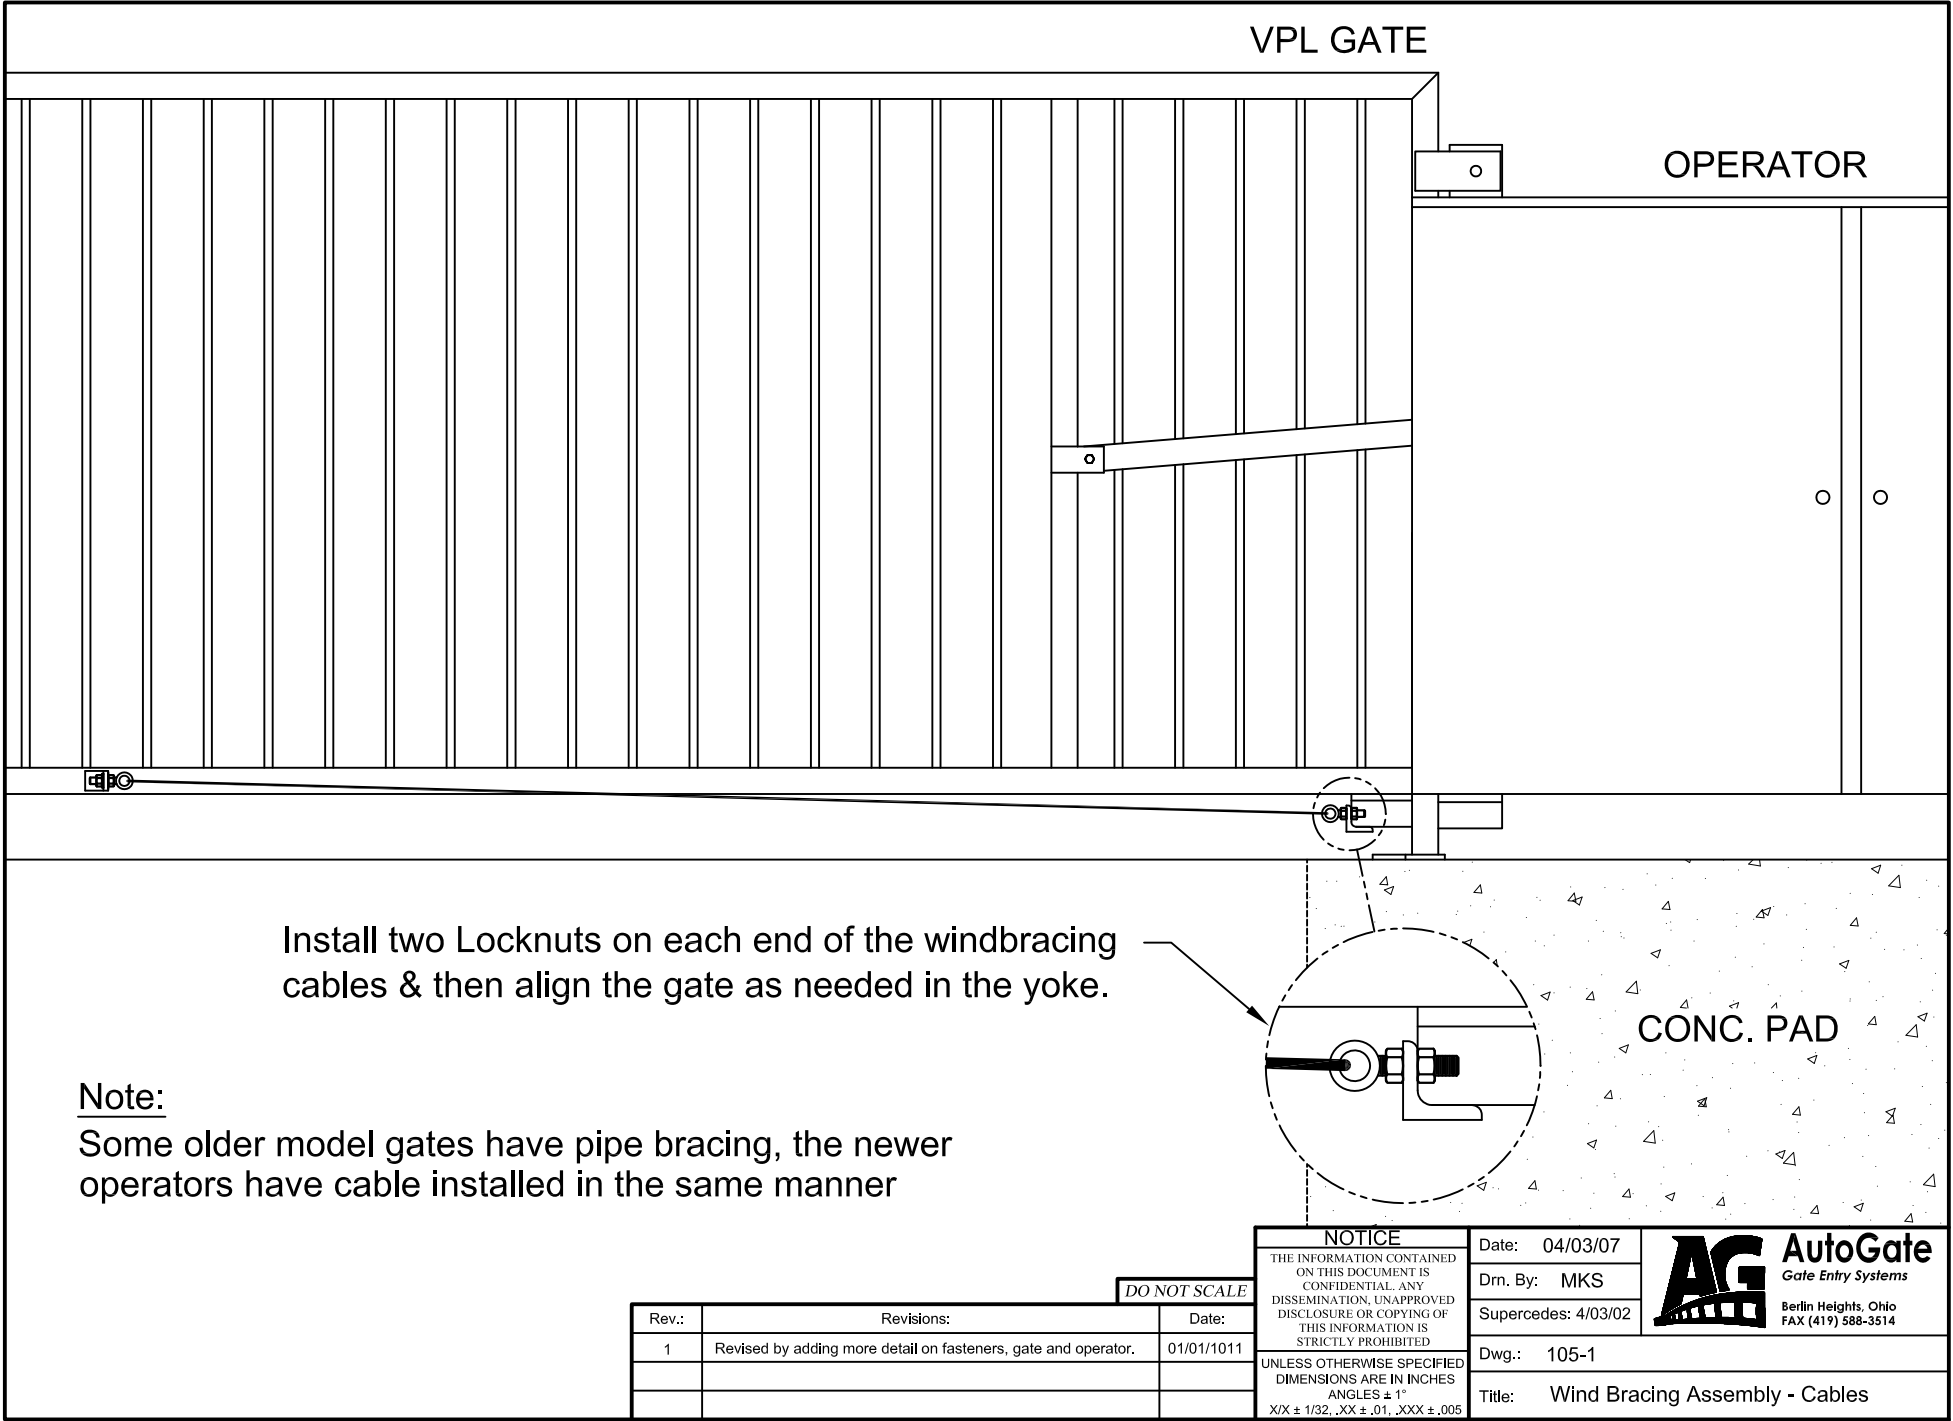 VPL GATE
OPERATOR
Install two Locknuts on each end of the windbracing
cables & then align the gate as needed in the yoke.
CONC. PAD
Note:
Some older model gates have pipe bracing, the newer
operators have cable installed in the same manner
DO NOT SCALE
Rev.: Revisions: Date:
1 Revised by adding more detail on fasteners, gate and operator. 01/01/1011
NOTICE
THE INFORMATION CONTAINED
ON THIS DOCUMENT IS
CONFIDENTIAL. ANY
DISSEMINATION, UNAPPROVED
DISCLOSURE OR COPYING OF
THIS INFORMATION IS
STRICTLY PROHIBITED
UNLESS OTHERWISE SPECIFIED
DIMENSIONS ARE IN INCHES
ANGLES ± 1°
X/X ± 1/32, .XX ± .01, .XXX ± .005
Date: 04/03/07
Drn. By: MKS
Supercedes: 4/03/02
AG
AutoGate
Gate Entry Systems
Berlin Heights, Ohio
FAX (419) 588-3514
Dwg.: 105-1
Title: Wind Bracing Assembly - Cables